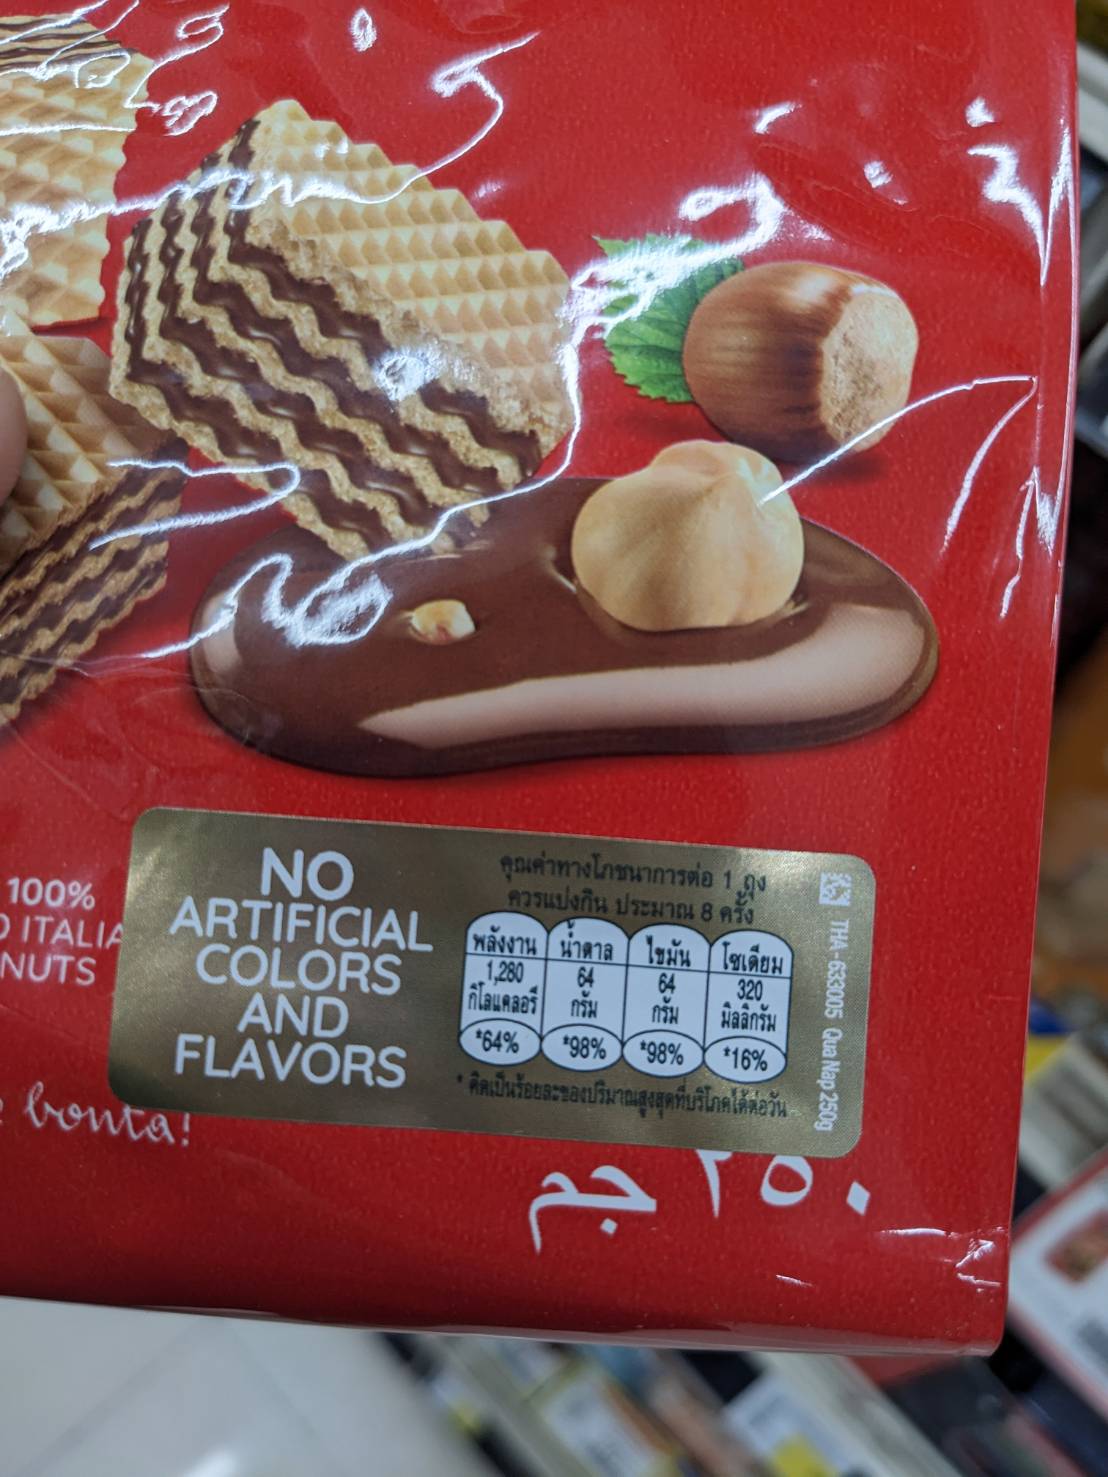 100%
ITALIA
NUTS
bonta!
NO
ARTIFICIAL
COLORS
AND
FLAVORS
คุณค่าทางโภชนาการต่อ 1 ถุง
ควรแบ่งกิน ประมาณ 8 ครั้ง
พลังงาน น้ำตาล ไขมัน โซเดียม
1,280 64 64 320
กิโลแคลอรี กรัม กรัม มิลลิกรัม
*64% *98% *98% *16%
* คิดเป็นร้อยละของปริมาณสูงสุดที่บริโภคได้ต่อวัน
THA-633005 Qua Nap 250g
٢٥٠ جم